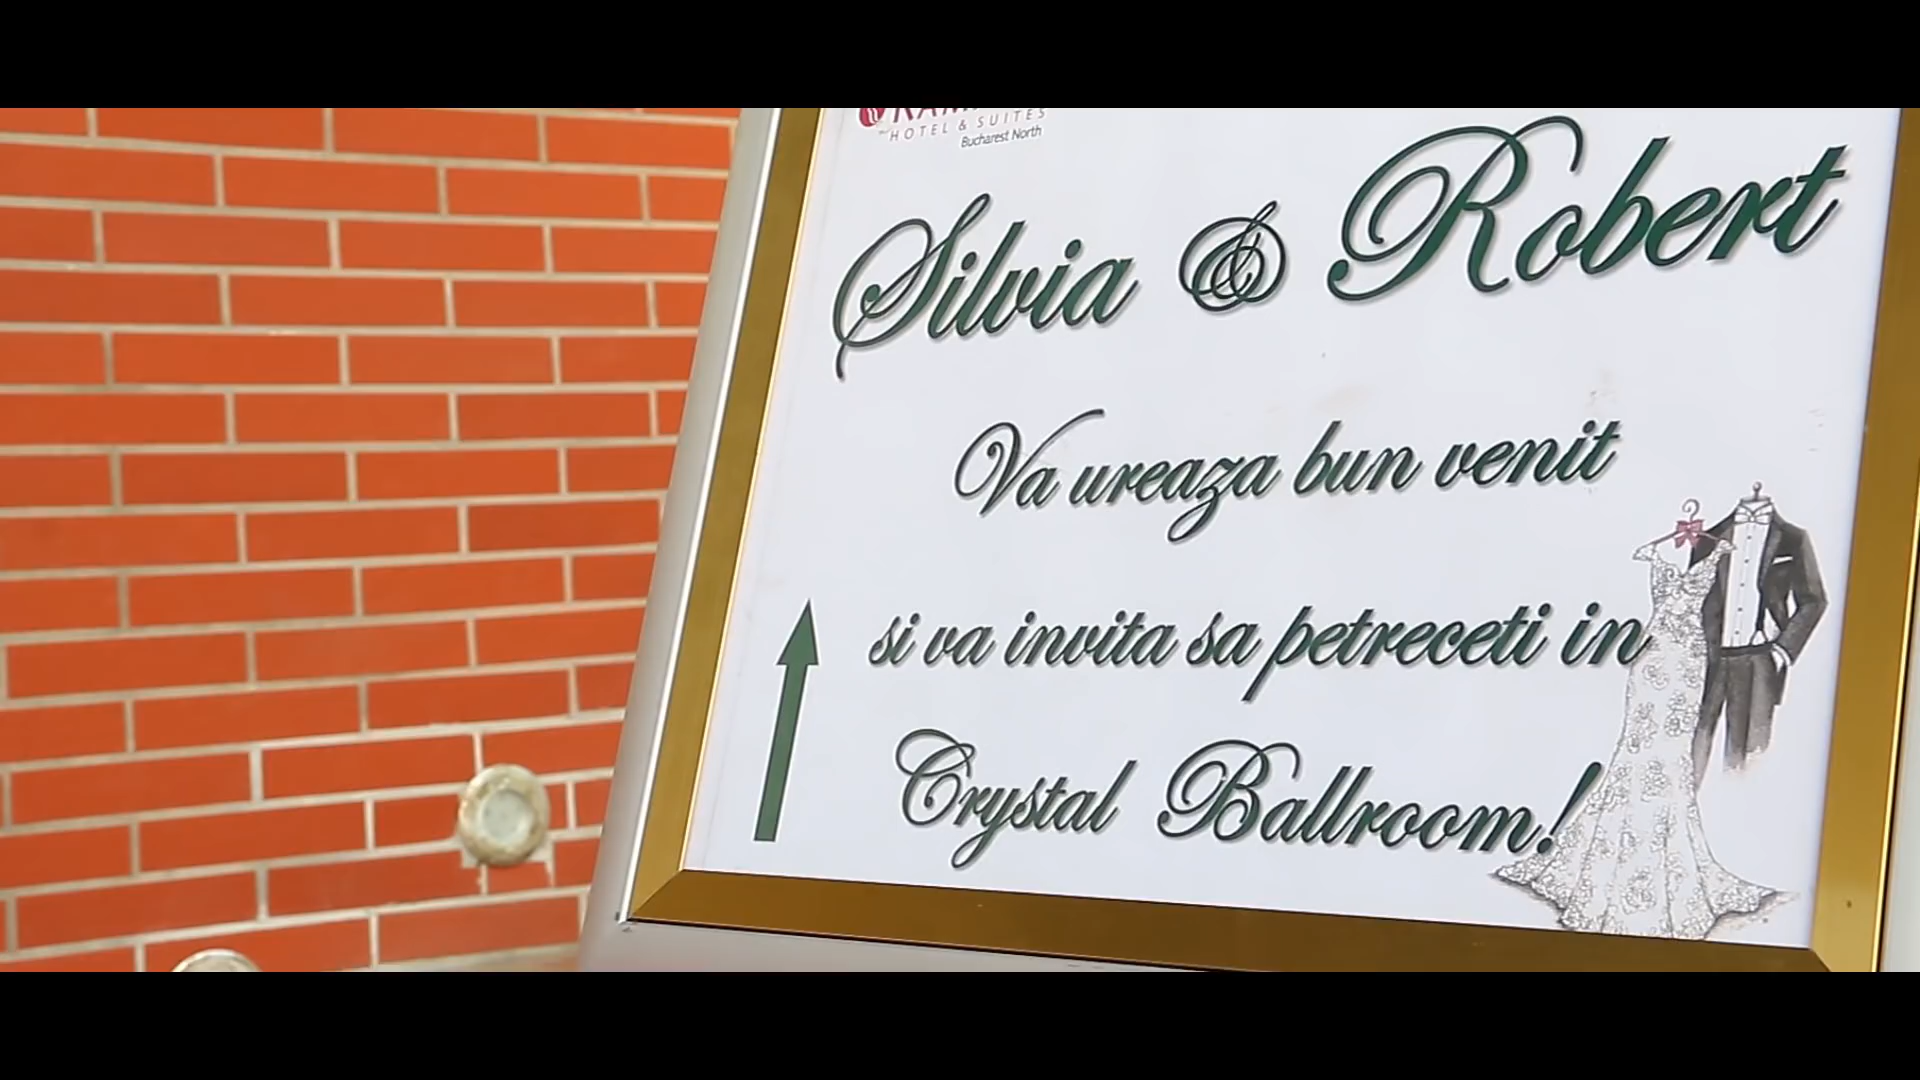 HOTEL & SUITES
Bucharest North
Silvia & Robert
Va ureaza bun venit
si va invita sa petreceti in
Crystal Ballroom!